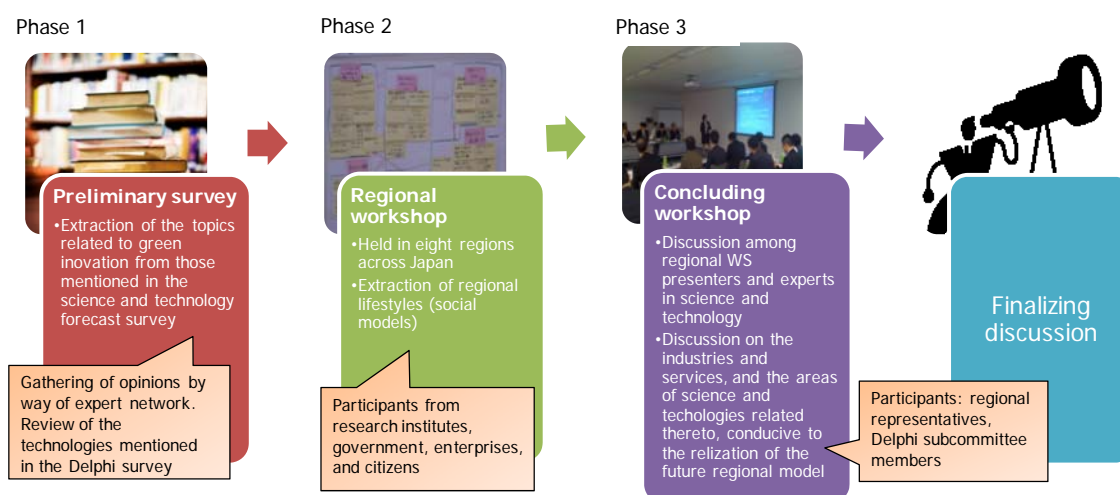 Phase 1
Preliminary survey
•Extraction of the topics
related to green
inovation from those
mentioned in the
science and technology
forecast survey
Gathering of opinions by
way of expert network.
Review of the
technologies mentioned
in the Delphi survey
Phase 2
Regional
workshop
•Held in eight regions
across Japan
•Extraction of regional
lifestyles (social
models)
Participants from
research institutes,
government, enterprises,
and citizens
Phase 3
Concluding
workshop
•Discussion among
regional WS
presenters and experts
in science and
technology
•Discussion on the
industries and
services, and the areas
of science and
techologies related
thereto, conducive to
the relization of the
future regional model
Participants: regional
representatives,
Delphi subcommittee
members
Finalizing
discussion